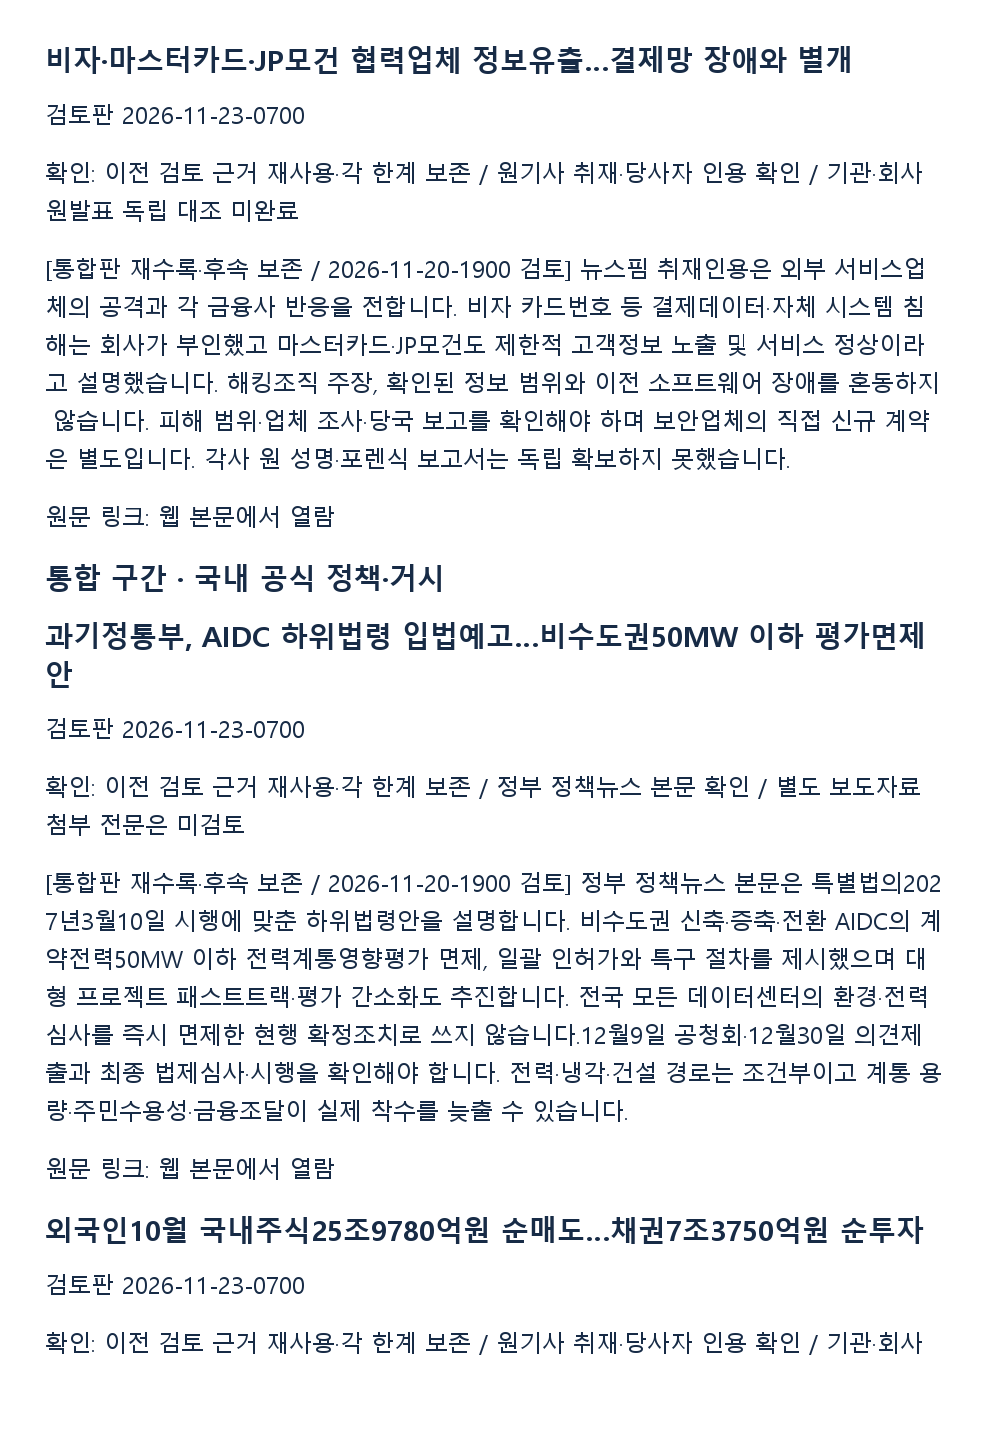 비자·마스터카드·JP모건 협력업체 정보유출...결제망 장애와 별개
검토판 2026-11-23-0700
확인: 이전 검토 근거 재사용·각 한계 보존 / 원기사 취재·당사자 인용 확인 / 기관·회사
원발표 독립 대조 미완료
[통합판 재수록·후속 보존 / 2026-11-20-1900 검토] 뉴스핌 취재인용은 외부 서비스업
체의 공격과 각 금융사 반응을 전합니다. 비자 카드번호 등 결제데이터·자체 시스템 침
해는 회사가 부인했고 마스터카드·JP모건도 제한적 고객정보 노출 및 서비스 정상이라
고 설명했습니다. 해킹조직 주장, 확인된 정보 범위와 이전 소프트웨어 장애를 혼동하지
않습니다. 피해 범위·업체 조사·당국 보고를 확인해야 하며 보안업체의 직접 신규 계약
은 별도입니다. 각사 원 성명·포렌식 보고서는 독립 확보하지 못했습니다.
원문 링크: 웹 본문에서 열람
통합 구간 · 국내 공식 정책·거시
과기정통부, AIDC 하위법령 입법예고...비수도권50MW 이하 평가면제
안
검토판 2026-11-23-0700
확인: 이전 검토 근거 재사용·각 한계 보존 / 정부 정책뉴스 본문 확인 / 별도 보도자료
첨부 전문은 미검토
[통합판 재수록·후속 보존 / 2026-11-20-1900 검토] 정부 정책뉴스 본문은 특별법의202
7년3월10일 시행에 맞춘 하위법령안을 설명합니다. 비수도권 신축·증축·전환 AIDC의 계
약전력50MW 이하 전력계통영향평가 면제, 일괄 인허가와 특구 절차를 제시했으며 대
형 프로젝트 패스트트랙·평가 간소화도 추진합니다. 전국 모든 데이터센터의 환경·전력
심사를 즉시 면제한 현행 확정조치로 쓰지 않습니다.12월9일 공청회·12월30일 의견제
출과 최종 법제심사·시행을 확인해야 합니다. 전력·냉각·건설 경로는 조건부이고 계통 용
량·주민수용성·금융조달이 실제 착수를 늦출 수 있습니다.
원문 링크: 웹 본문에서 열람
외국인10월 국내주식25조9780억원 순매도...채권7조3750억원 순투자
검토판 2026-11-23-0700
확인: 이전 검토 근거 재사용·각 한계 보존 / 원기사 취재·당사자 인용 확인 / 기관·회사